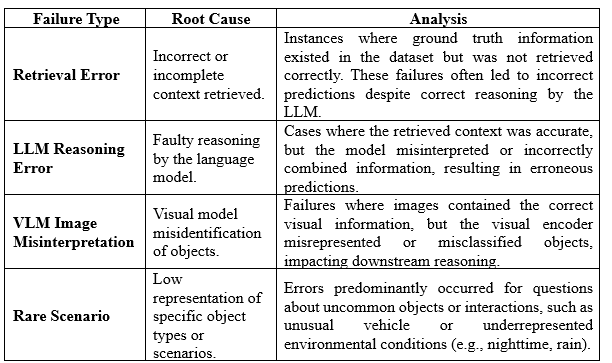 Failure Type Root Cause Analysis
Retrieval Error
Incorrect or
incomplete
context retrieved.
Instances where ground truth information
existed in the dataset but was not retrieved
correctly. These failures often led to incorrect
predictions despite correct reasoning by the
LLM.
LLM Reasoning
Error
Faulty reasoning
by the language
model.
Cases where the retrieved context was accurate,
but the model misinterpreted or incorrectly
combined information, resulting in erroneous
predictions.
VLM Image
Misinterpretation
Visual model
misidentification
of objects.
Failures where images contained the correct
visual information, but the visual encoder
misrepresented or misclassified objects,
impacting downstream reasoning.
Rare Scenario
Low
representation of
specific object
types or
scenarios.
Errors predominantly occurred for questions
about uncommon objects or interactions, such as
unusual vehicle or underrepresented
environmental conditions (e.g., nighttime, rain).